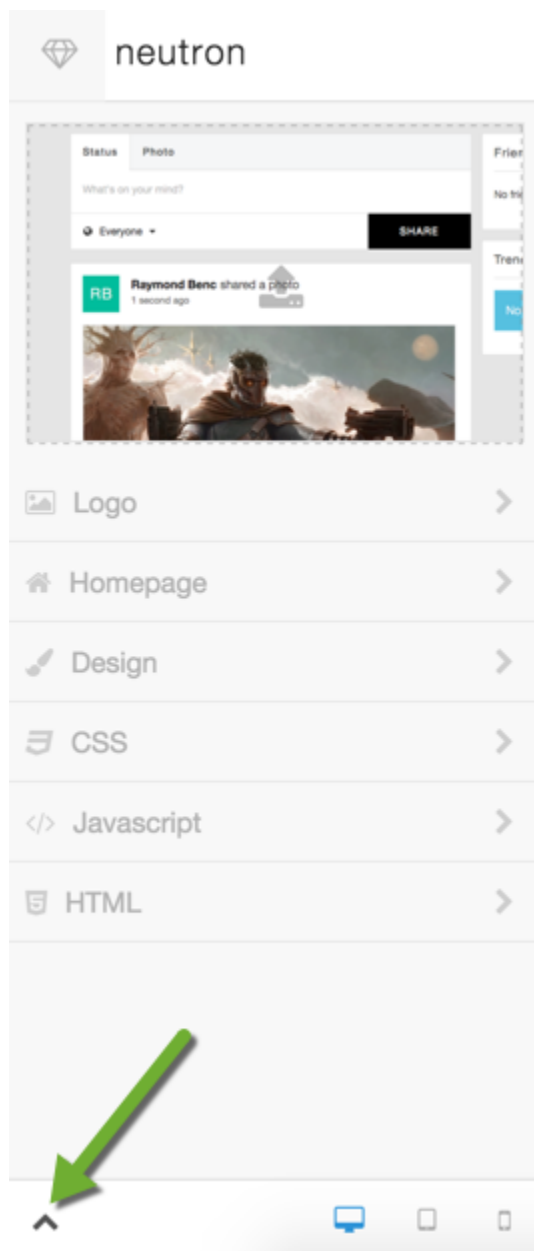 neutron
Status Photo
What's on your mind?
Everyone
SHARE
RB
Raymond Benc shared a photo
1 second ago
No
Logo
Homepage
Design
CSS
Javascript
HTML